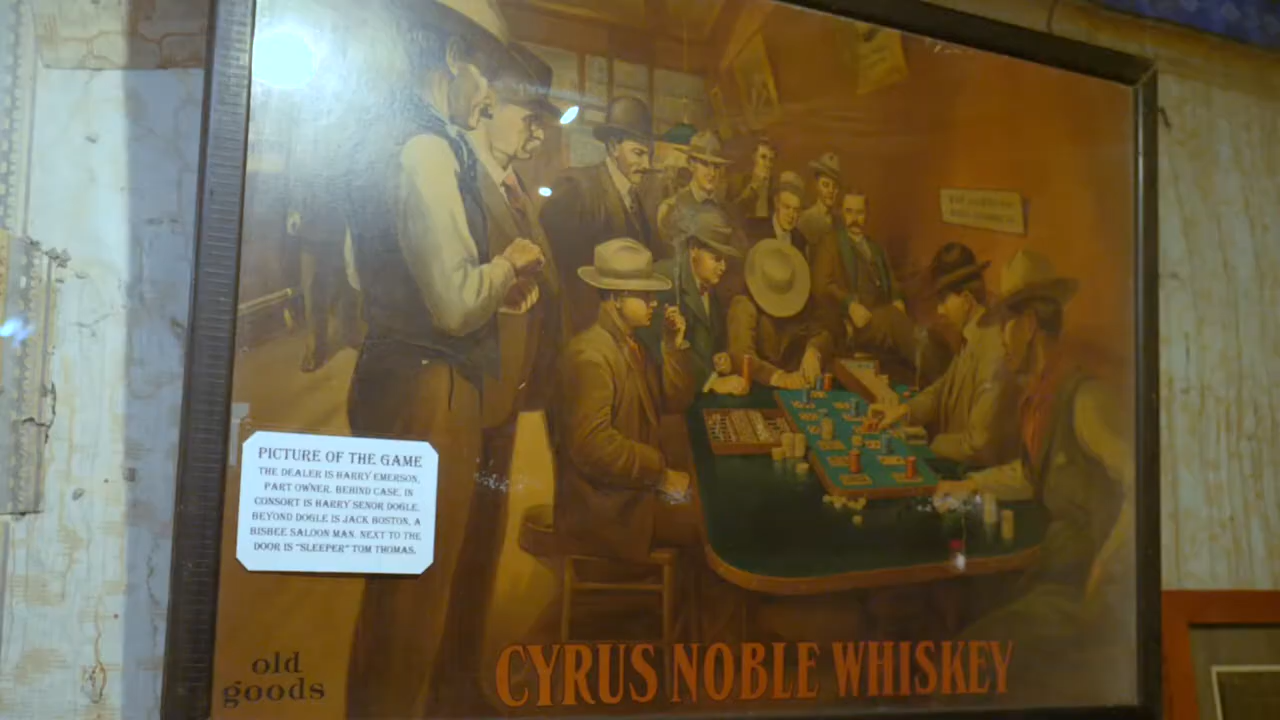 PICTURE OF THE GAME
THE DEALER IS HARRY EMERSON,
PART OWNER. BEHIND CASE. IN
CONSORT IS HARRY SENOR DOGLE.
BEYOND DOGLE IS JACK BOSTON, A
BISBEE SALOON MAN. NEXT TO THE
DOOR IS "SLEEPER" TOM THOMAS.
old
goods
CYRUS NOBLE WHISKEY